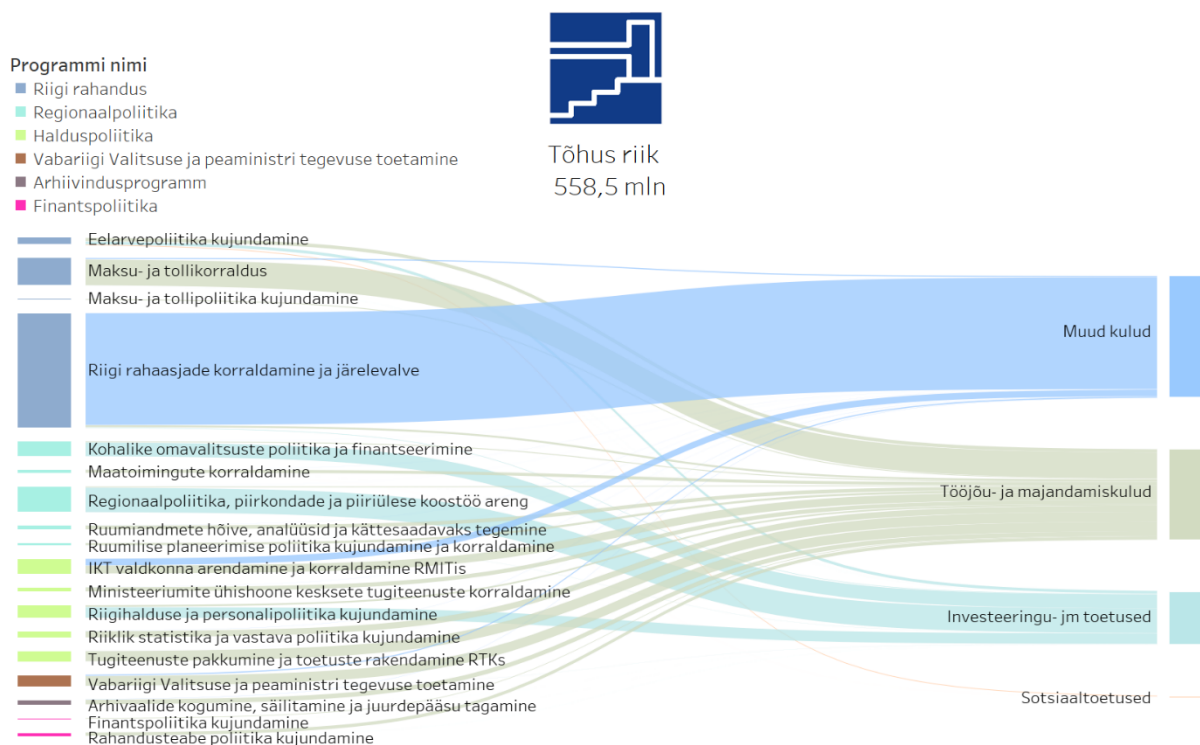 Programmi nimi
Riigi rahandus
Regionaalpoliitika
Halduspoliitika
Vabariigi Valitsuse ja peaministri tegevuse toetamine
Arhiivindusprogramm
Finantspoliitika
Tõhus riik
558,5 mln
Eelarvepoliitika kujundamine
Maksu- ja tollikorraldus
Maksu- ja tollipoliitika kujundamine
Riigi rahaasjade korraldamine ja järelevalve
Kohalike omavalitsuste poliitika ja finantseerimine
Maatoimingute korraldamine
Regionaalpoliitika, piirkondade ja piiriülese koostöö areng
Ruumiandmete hõive, analüüsid ja kättesaadavaks tegemine
Ruumilise planeerimise poliitika kujundamine ja korraldamine
IKT valdkonna arendamine ja korraldamine RMITis
Ministeeriumite ühishoone kesksete tugiteenuste korraldamine
Riigihalduse ja personalipoliitika kujundamine
Riiklik statistika ja vastava poliitika kujundamine
Tugiteenuste pakkumine ja toetuste rakendamine RTKs
Vabariigi Valitsuse ja peaministri tegevuse toetamine
Arhivaalide kogumine, säilitamine ja juurdepääsu tagamine
Finantspoliitika kujundamine
Rahandusteabe poliitika kujundamine
Muud kulud
Tööjõu- ja majandamiskulud
Investeeringu- jm toetused
Sotsiaaltoetused